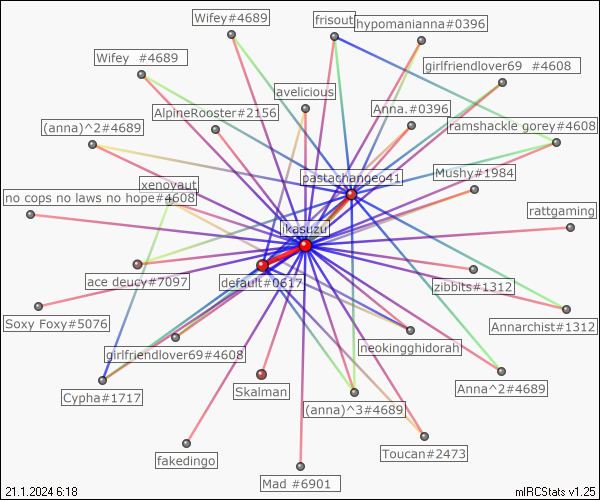 Wifey#4689
frisout
hypomanianna#0396
Wifey #4689
girlfriendlover69 #4608
avelicious
AlpineRooster#2156
Anna.#0396
(anna)^2#4689
ramshackle gorey#4608
pastachangeo41
Mushy#1984
xenovaut
no cops no laws no hope#4608
rattgaming
jikasuzu
ace deucy#7097
default#0617
zibbits#1312
Soxy Foxy#5076
Annarchist#1312
girlfriendlover69#4608
neokingghidorah
Cypha#1717
Skalman
Anna^2#4689
(anna)^3#4689
fakedingo
Toucan#2473
Mad #6901
21.1.2024 6:18
mIRCStats v1.25